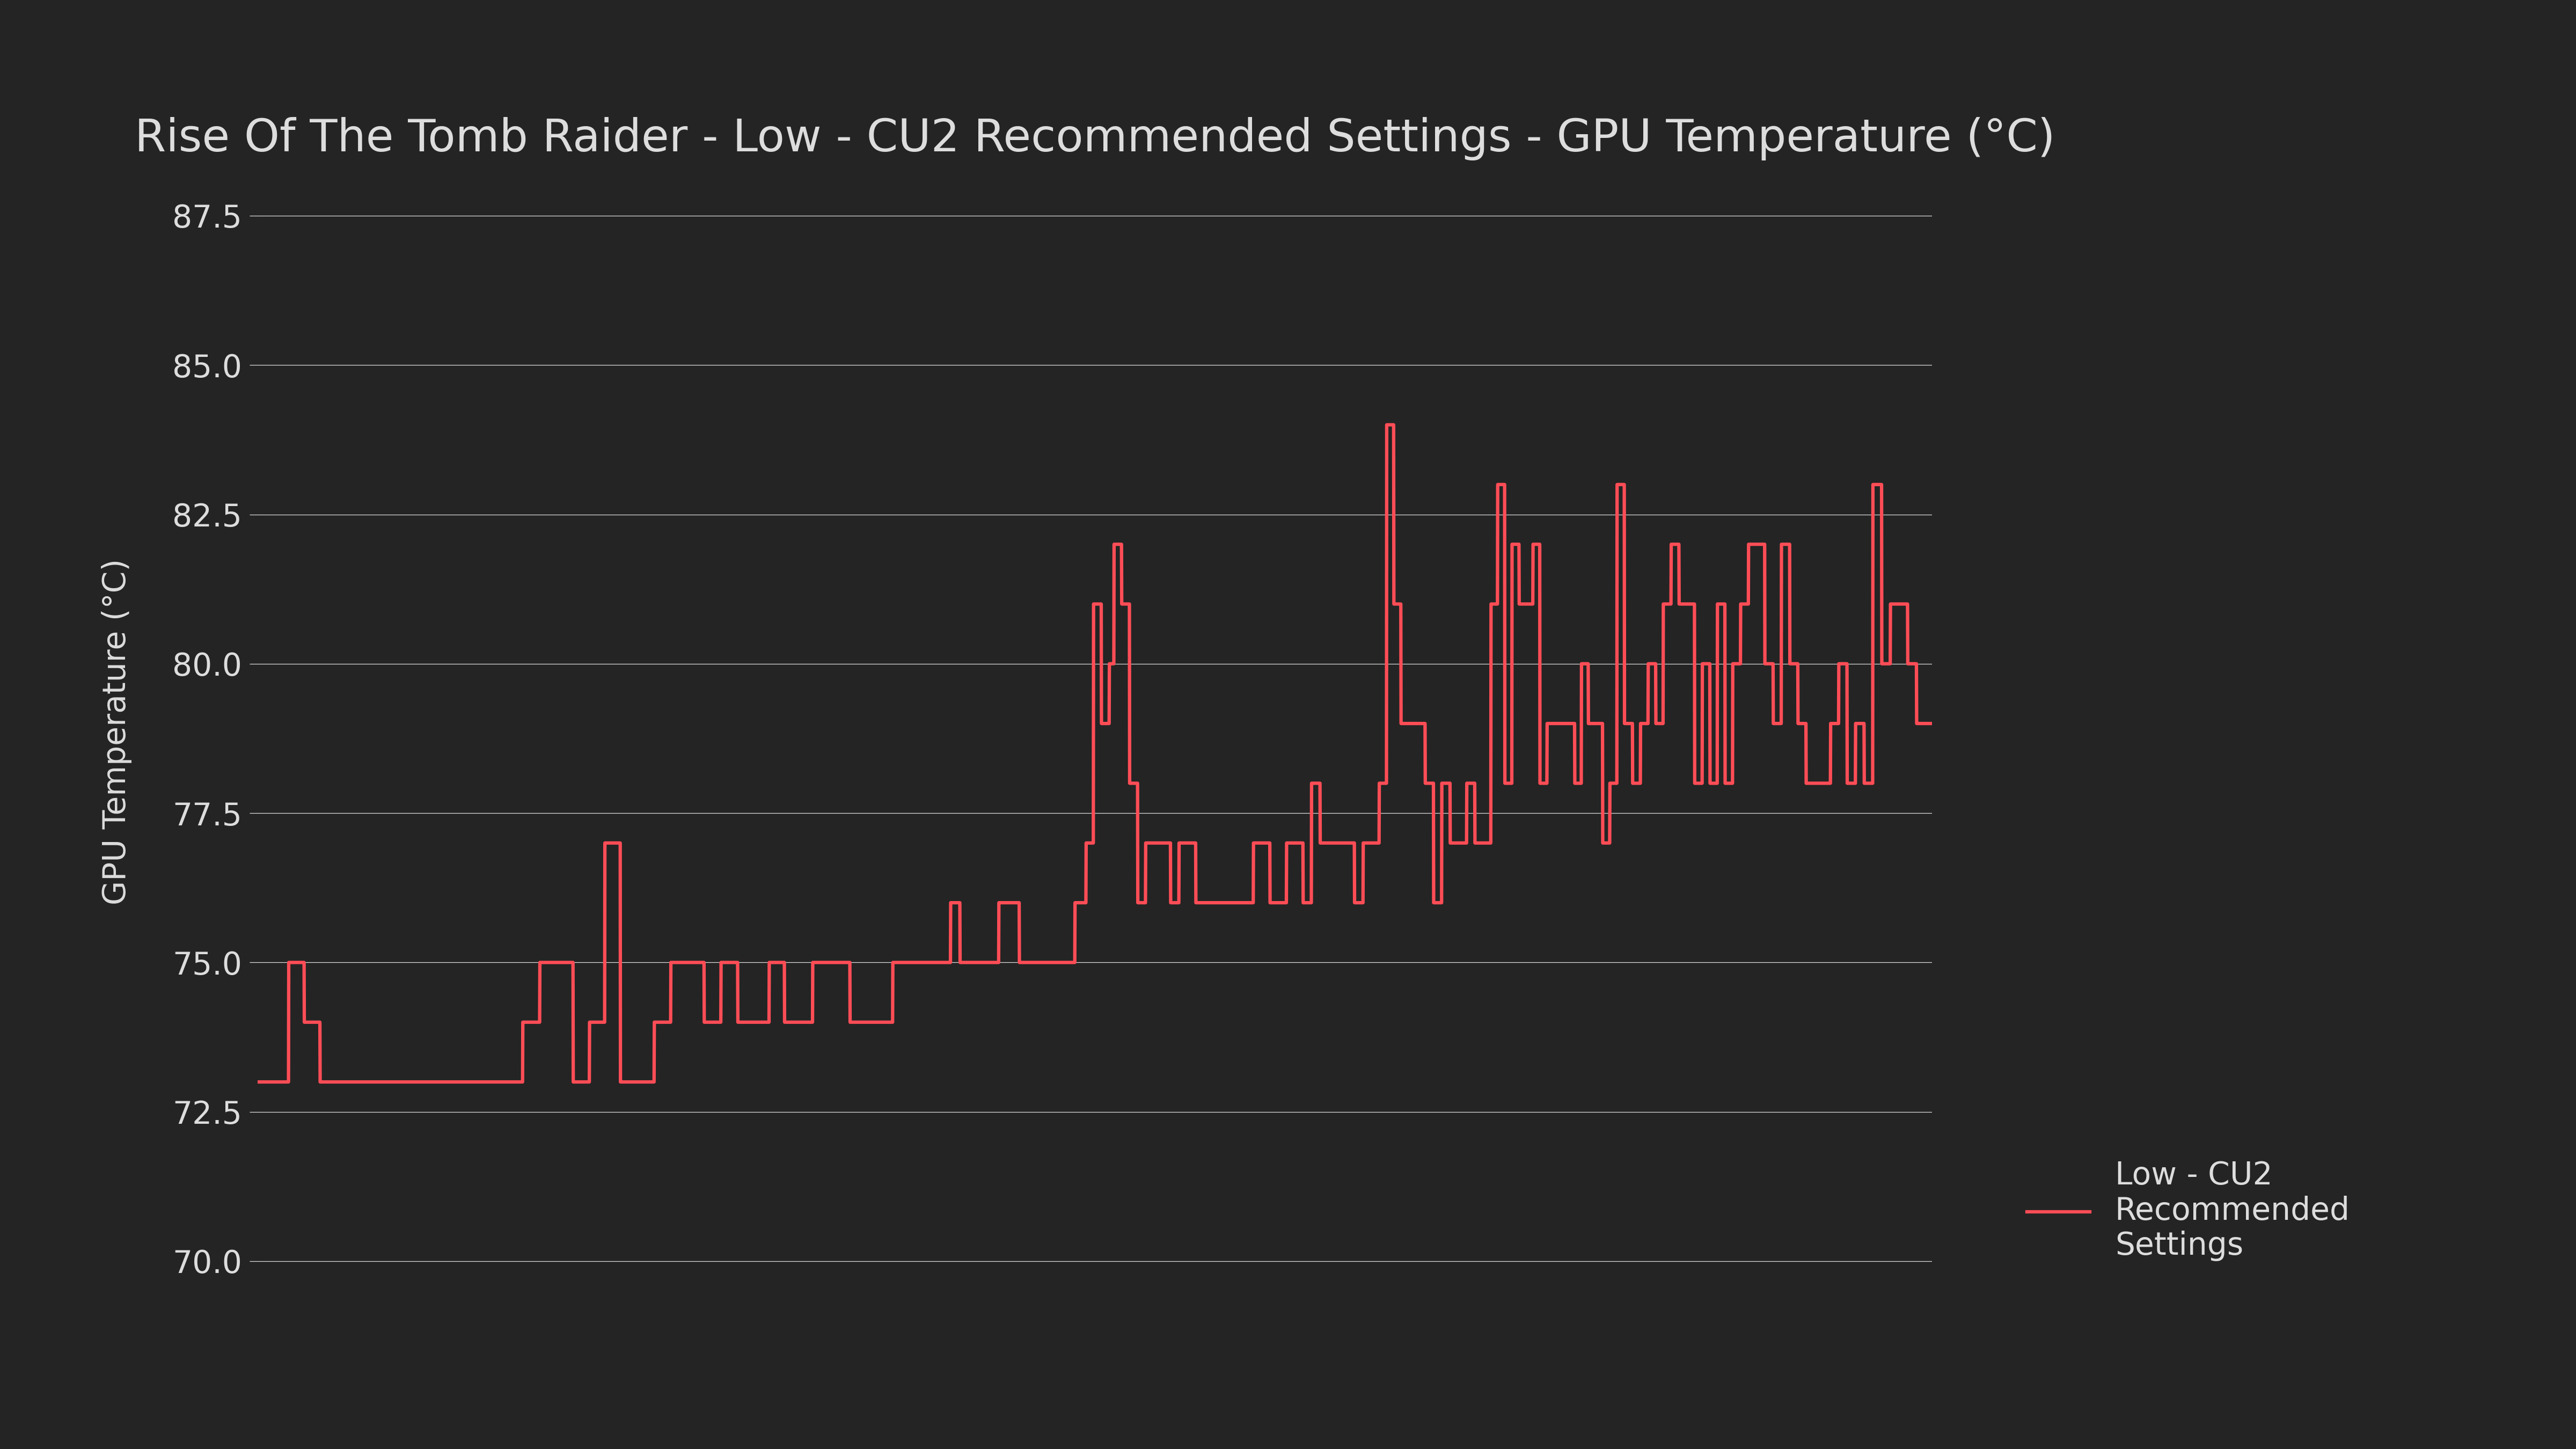 Rise Of The Tomb Raider - Low - CU2 Recommended Settings - GPU Temperature (°C)
87.5
85.0
82.5
80.0
77.5
75.0
72.5
70.0
GPU Temperature (°C)
Low - CU2
Recommended
Settings